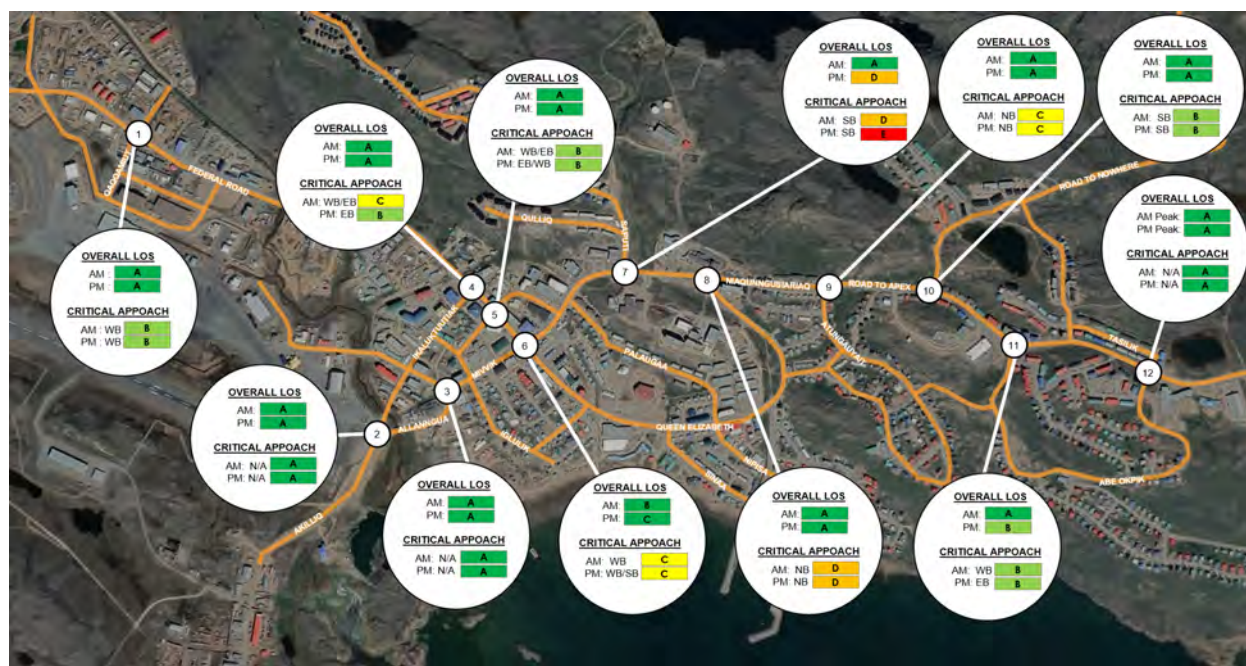 OVERALL LOS
AM: A
PM: D
CRITICAL APPOACH
AM: SB D
PM: SB E
OVERALL LOS
AM: A
PM: A
CRITICAL APPOACH
AM: NB C
PM: NB C
OVERALL LOS
AM: A
PM: A
CRITICAL APPOACH
AM: SB B
PM: SB B
OVERALL LOS
AM: A
PM: A
CRITICAL APPOACH
AM: WB/EB B
PM: EB/WB B
OVERALL LOS
AM: A
PM: A
CRITICAL APPOACH
AM: WB/EB C
PM: EB B
1
FEDERAL ROAD
ROAD TO NOWHERE
AM Peak: A
PM Peak: A
CRITICAL APPOACH
AM: N/A A
PM: N/A A
QULLIQ
OVERALL LOS
AM : A
PM : A
CRITICAL APPOACH
AM : WB B
PM : WB B
7
8
NIAQUNNGUSIARIAQ
9
ROAD TO APEX
10
4
5
IKALUKTUUTIAK
6
11
TASILIK
12
PALAUGAA
3
2
ALLANNGUA
QUEEN ELIZABETH
NIPISA
SINAA
ABE OKPIK
AKILLIQ
OVERALL LOS
AM: A
PM: A
CRITICAL APPOACH
AM: N/A A
PM: N/A A
OVERALL LOS
AM: A
PM: A
CRITICAL APPOACH
AM: N/A A
PM: N/A A
OVERALL LOS
AM: B
PM: C
CRITICAL APPOACH
AM: WB C
PM: WB/SB C
OVERALL LOS
AM: A
PM: A
CRITICAL APPOACH
AM: NB D
PM: NB D
OVERALL LOS
AM: A
PM: B
CRITICAL APPOACH
AM: WB B
PM: EB B